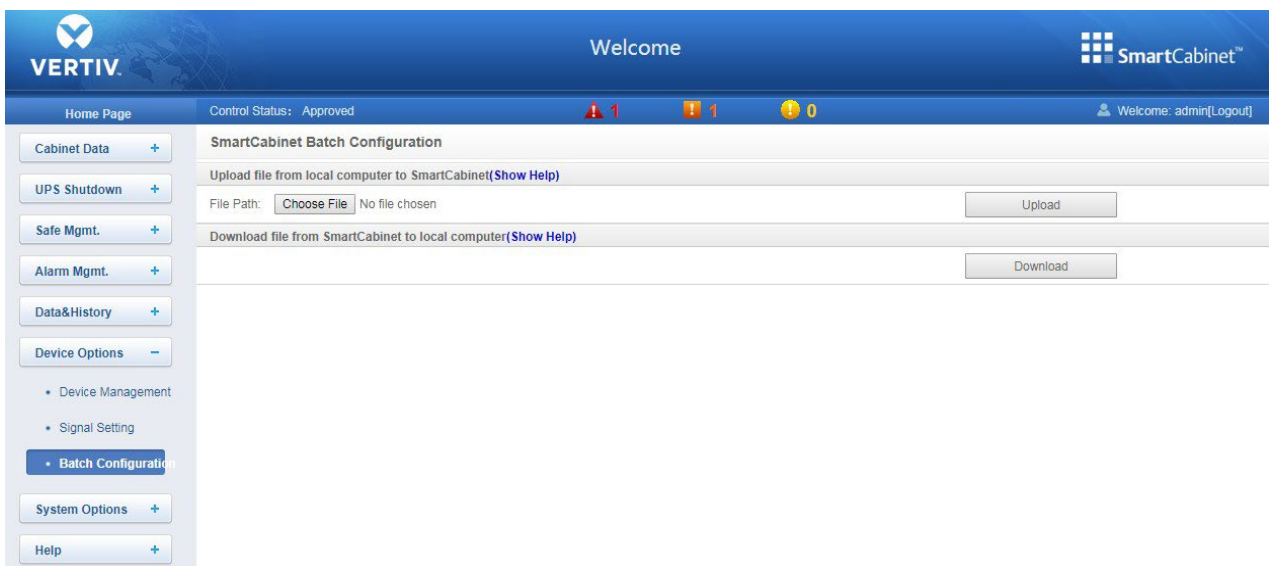 VERTIV.
Welcome
SmartCabinet™
Home Page
Control Status: Approved
1
1
0
Welcome: admin[Logout]
Cabinet Data +
UPS Shutdown +
Safe Mgmt. +
Alarm Mgmt. +
Data&History +
Device Options −
• Device Management
• Signal Setting
• Batch Configuration
System Options +
Help +
SmartCabinet Batch Configuration
Upload file from local computer to SmartCabinet(Show Help)
File Path: Choose File No file chosen Upload
Download file from SmartCabinet to local computer(Show Help)
Download